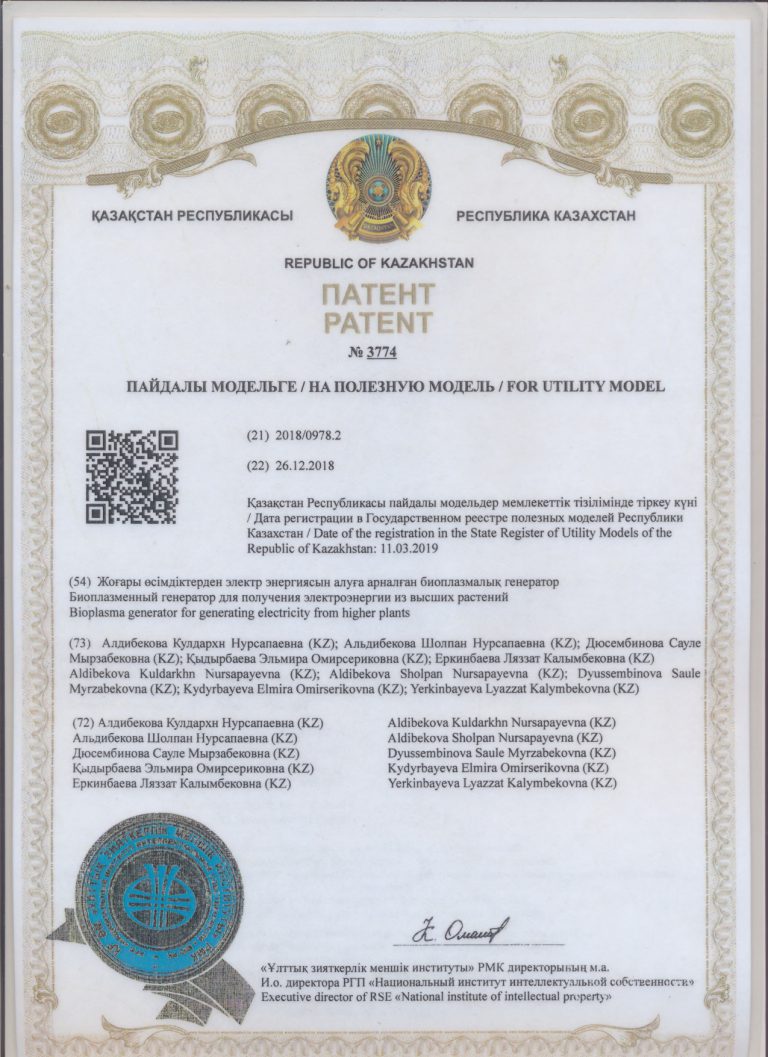 ҚАЗАҚСТАН РЕСПУБЛИКАСЫ
РЕСПУБЛИКА КАЗАХСТАН
REPUBLIC OF KAZAKHSTAN
ПАТЕНТ
PATENT
№ 3774
ПАЙДАЛЫ МОДЕЛЬГЕ / НА ПОЛЕЗНУЮ МОДЕЛЬ / FOR UTILITY MODEL
(21) 2018/0978.2
(22) 26.12.2018
Қазақстан Республикасы пайдалы модельдер мемлекеттік тізілімінде тіркеу күні
/ Дата регистрации в Государственном реестре полезных моделей Республики
Казахстан / Date of the registration in the State Register of Utility Models of the
Republic of Kazakhstan: 11.03.2019
(54) Жоғары өсімдіктерден электр энергиясын алуға арналған биоплазмалық генератор
Биоплазменный генератор для получения электроэнергии из высших растений
Bioplasma generator for generating electricity from higher plants
(73) Алдибекова Кулдархн Нурсапаевна (KZ); Альдибекова Шолпан Нурсапаевна (KZ); Дюсембинова Сауле
Мырзабековна (KZ); Қыдырбаева Эльмира Омирсериковна (KZ); Еркинбаева Ляззат Калымбековна (KZ)
Aldibekova Kuldarkhn Nursapayevna (KZ); Aldibekova Sholpan Nursapayevna (KZ); Dyussembinova Saule
Myrzabekovna (KZ); Kydyrbayeva Elmira Omirserikovna (KZ); Yerkinbayeva Lyazzat Kalymbekovna (KZ)
(72) Алдибекова Кулдархн Нурсапаевна (KZ)
Альдибекова Шолпан Нурсапаевна (KZ)
Дюсембинова Сауле Мырзабековна (KZ)
Қыдырбаева Эльмира Омирсериковна (KZ)
Еркинбаева Ляззат Калымбековна (KZ)
Aldibekova Kuldarkhn Nursapayevna (KZ)
Aldibekova Sholpan Nursapayevna (KZ)
Dyussembinova Saule Myrzabekovna (KZ)
Kydyrbayeva Elmira Omirserikovna (KZ)
Yerkinbayeva Lyazzat Kalymbekovna (KZ)
«Ұлттық зияткерлік меншік институты» РМК директорының м.а.
И.о. директора РГП «Национальный институт интеллектуальной собственности»
Executive director of RSE «National institute of intellectual property»